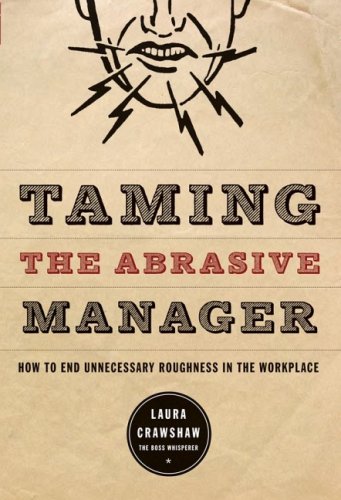 TAMING
THE ABRASIVE
MANAGER
HOW TO END UNNECESSARY ROUGHNESS IN THE WORKPLACE
LAURA
CRAWSHAW
THE BOSS WHISPERER
*